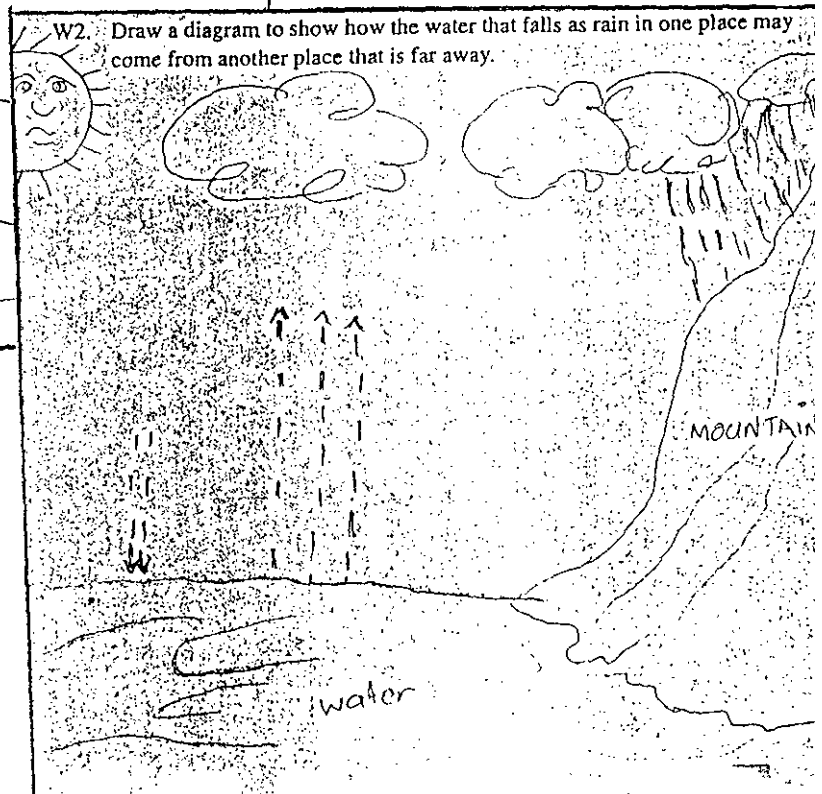 W2. Draw a diagram to show how the water that falls as rain in one place may
come from another place that is far away.
MOUNTAIN
water